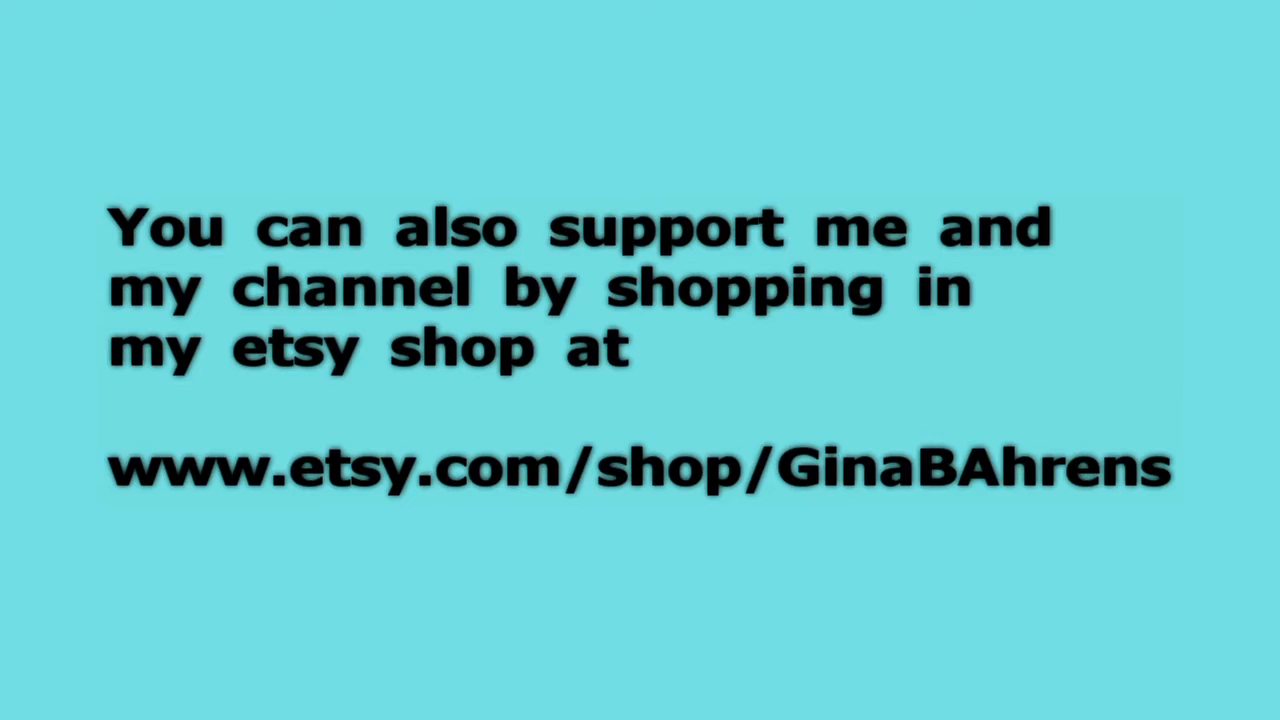 You can also support me and
my channel by shopping in
my etsy shop at
www.etsy.com/shop/GinaBAhrens